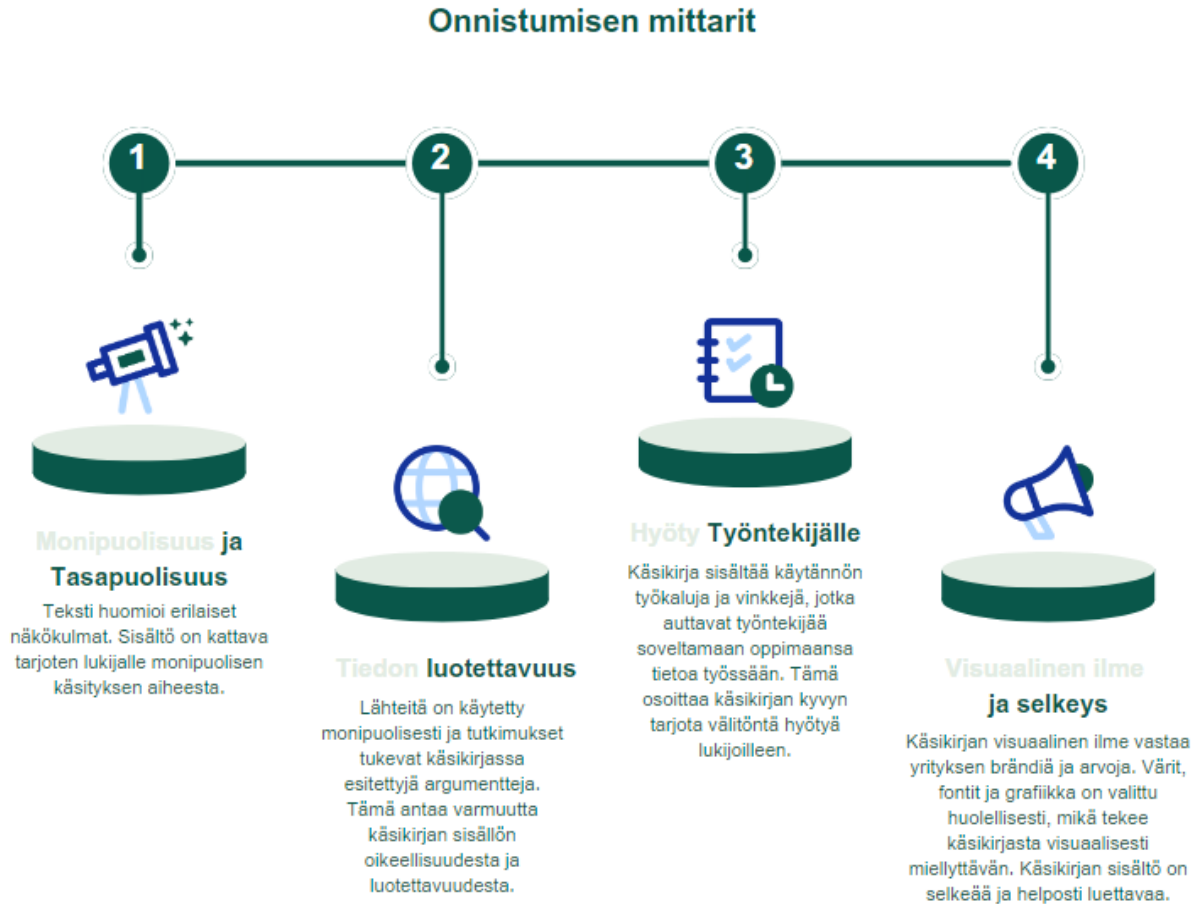 Onnistumisen mittarit
1
2
3
4
Monipuolisuus ja
Tasapuolisuus
Teksti huomioi erilaiset
näkökulmat. Sisältö on kattava
tarjoten lukijalle monipuolisen
käsityksen aiheesta.
Tiedon luotettavuus
Lähteitä on käytetty
monipuolisesti ja tutkimukset
tukevat käsikirjassa
esitettyjä argumentteja.
Tämä antaa varmuutta
käsikirjan sisällön
oikeellisuudesta ja
luotettavuudesta.
Hyöty Työntekijälle
Käsikirja sisältää käytännön
työkaluja ja vinkkejä, jotka
auttavat työntekijää
soveltamaan oppimaansa
tietoa työssään. Tämä
osoittaa käsikirjan kyvyn
tarjota välitöntä hyötyä
lukijoilleen.
Visuaalinen ilme
ja selkeys
Käsikirjan visuaalinen ilme vastaa
yrityksen brändiä ja arvoja. Värit,
fontit ja grafiikka on valittu
huolellisesti, mikä tekee
käsikirjasta visuaalisesti
miellyttävän. Käsikirjan sisältö on
selkeää ja helposti luettavaa.